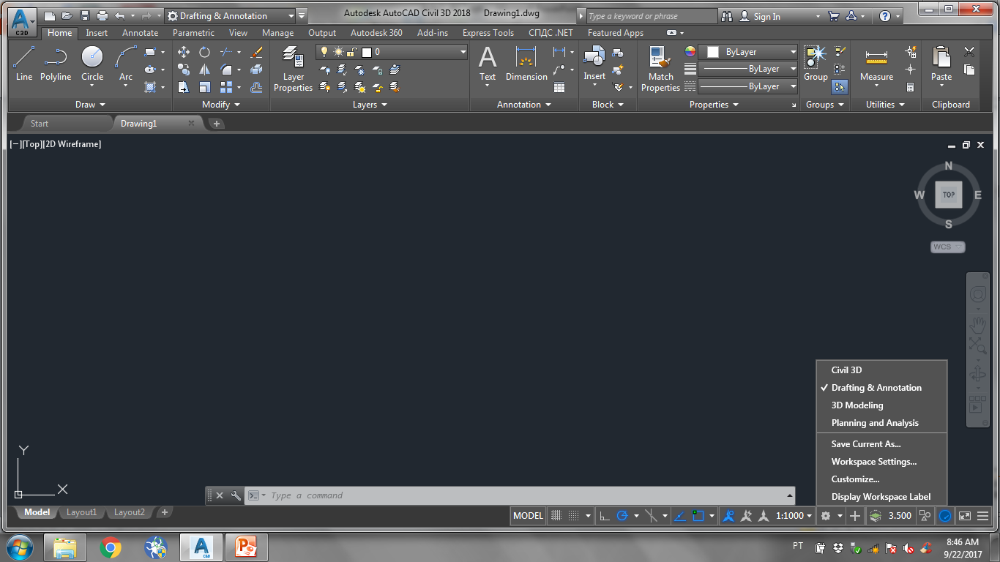 Drafting & Annotation
Autodesk AutoCAD Civil 3D 2018 Drawing1.dwg
Type a keyword or phrase
Sign In
A
C3D
Home Insert Annotate Parametric View Manage Output Autodesk 360 Add-ins Express Tools СПДС .NET Featured Apps
0
ByLayer
ByLayer
ByLayer
Line Polyline Circle Arc
Layer
Properties
Text Dimension
Insert
Match
Properties
Group
Measure
Paste
Draw Modify Layers Annotation Block Properties Groups Utilities Clipboard
Start Drawing1
[−][Top][2D Wireframe]
N
W TOP E
S
WCS
Civil 3D
Drafting & Annotation
3D Modeling
Planning and Analysis
Save Current As...
Workspace Settings...
Customize...
Display Workspace Label
Y
X
Type a command
Model Layout1 Layout2
MODEL 1:1000 3.500
A
C3D
P
PT
8:46 AM
9/22/2017